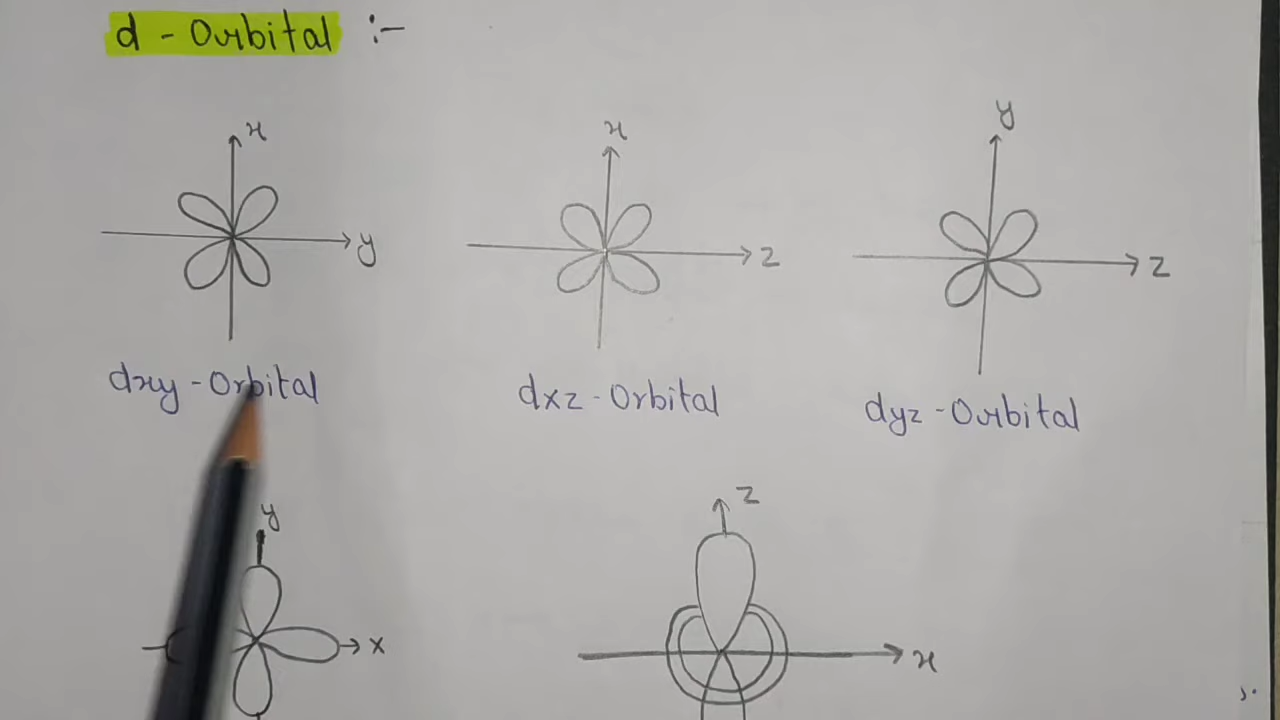 d - Orbital :-
x
x
y
y
z
z
dxy - Orbital
dxz - Orbital
dyz - Orbital
y
z
x
x